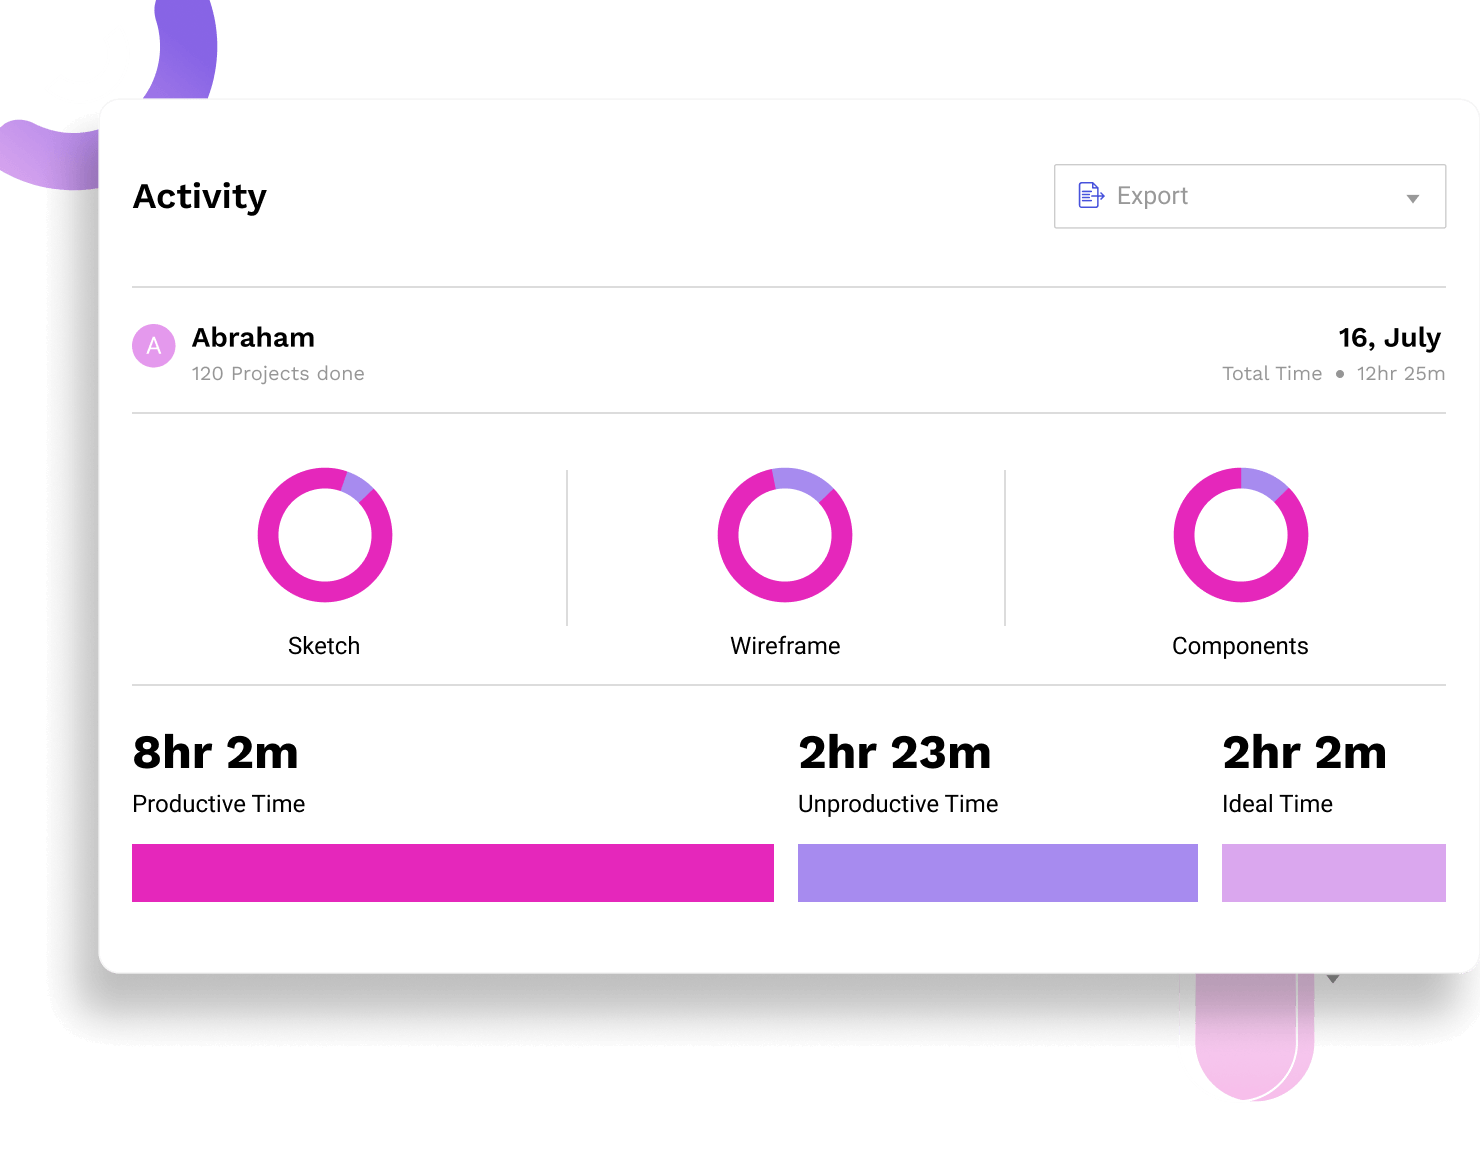 Activity
Export
A
Abraham
16, July
120 Projects done
Total Time • 12hr 25m
Sketch
Wireframe
Components
8hr 2m
2hr 23m
2hr 2m
Productive Time
Unproductive Time
Ideal Time